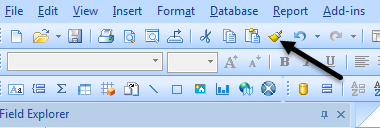 File Edit View Insert Format Database Report Add-ins
A A B I U
Field Explorer